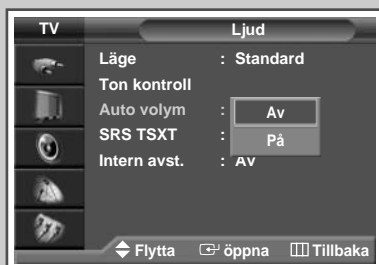 TV
Ljud
Läge : Standard
Ton kontroll
Auto volym :
Av
SRS TSXT :
På
Intern avst. : Av
Flytta öppna Tillbaka